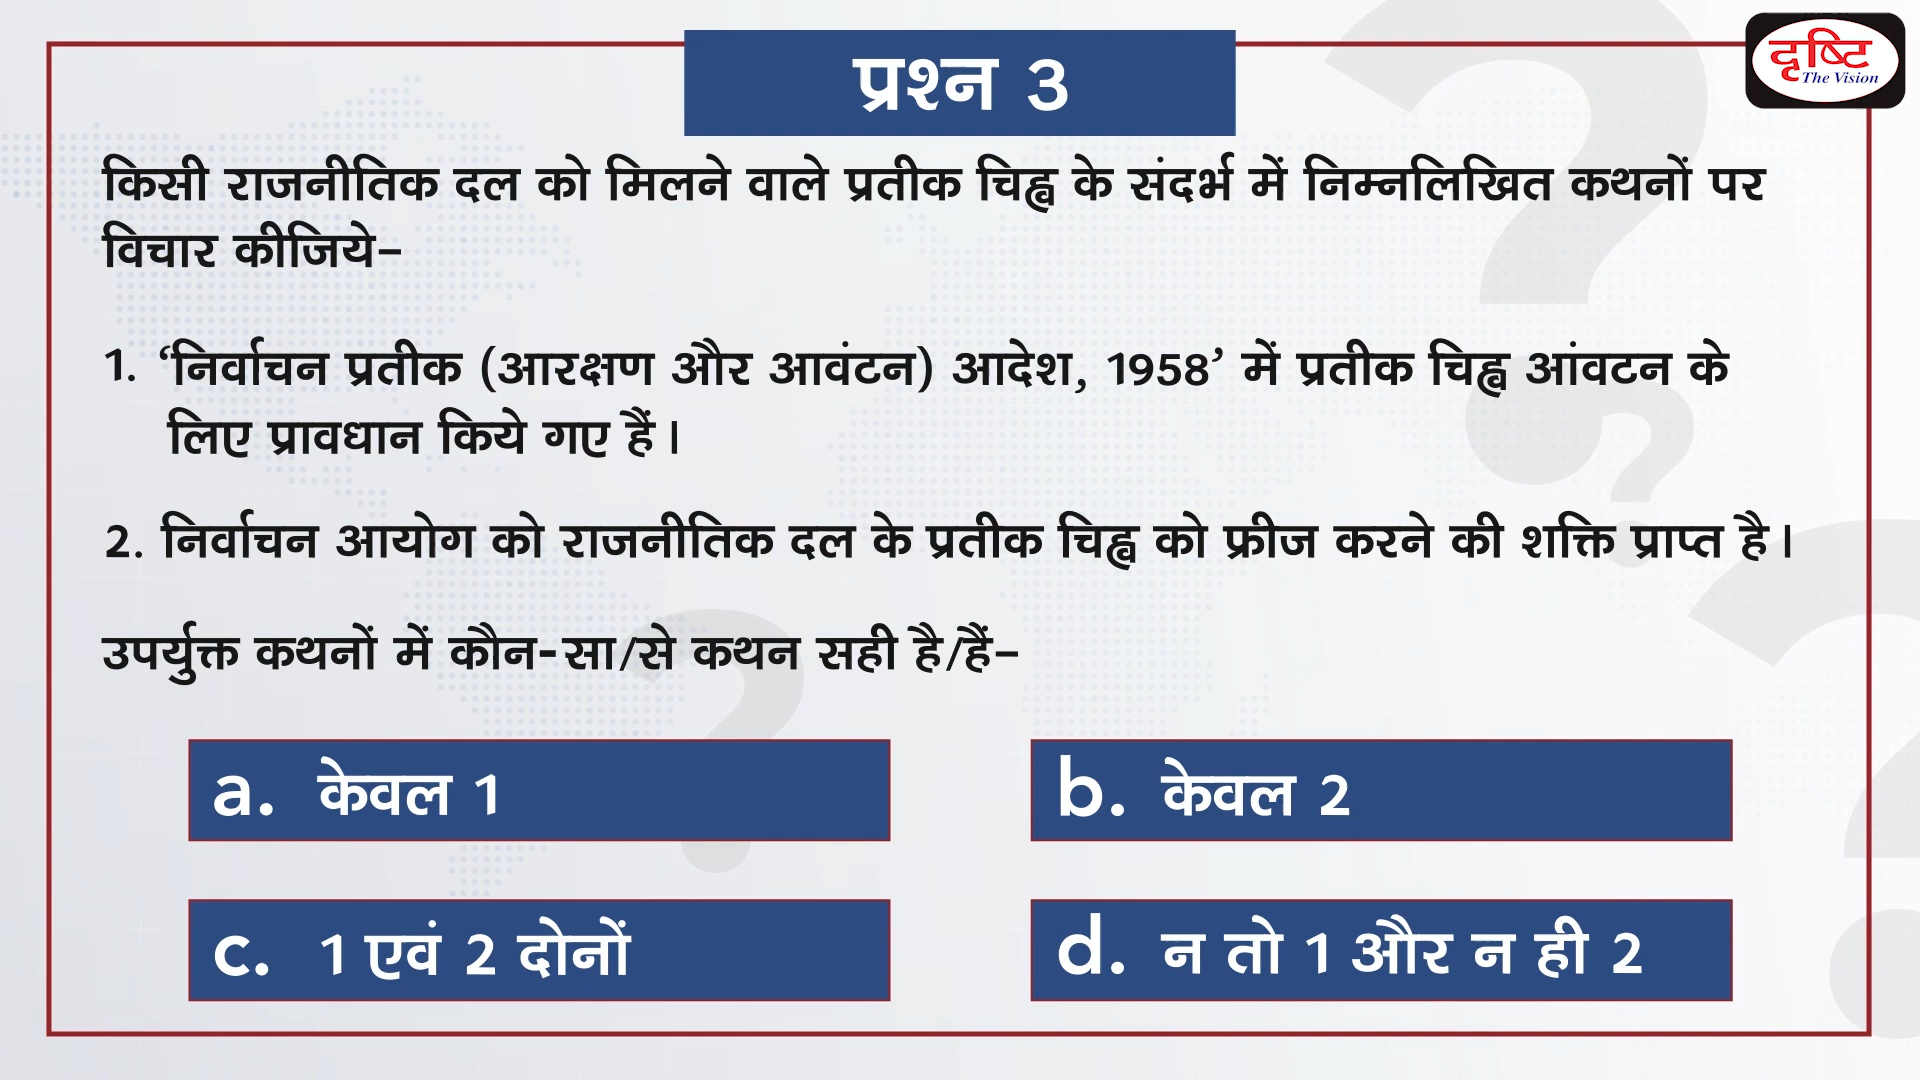 दृष्टि
The Vision
प्रश्न 3
किसी राजनीतिक दल को मिलने वाले प्रतीक चिह्न के संदर्भ में निम्नलिखित कथनों पर
विचार कीजिये–
1. ‘निर्वाचन प्रतीक (आरक्षण और आवंटन) आदेश, 1958’ में प्रतीक चिह्न आंवटन के
लिए प्रावधान किये गए हैं।
2. निर्वाचन आयोग को राजनीतिक दल के प्रतीक चिह्न को फ्रीज करने की शक्ति प्राप्त है।
उपर्युक्त कथनों में कौन-सा/से कथन सही है/हैं–
a. केवल 1
b. केवल 2
c. 1 एवं 2 दोनों
d. न तो 1 और न ही 2